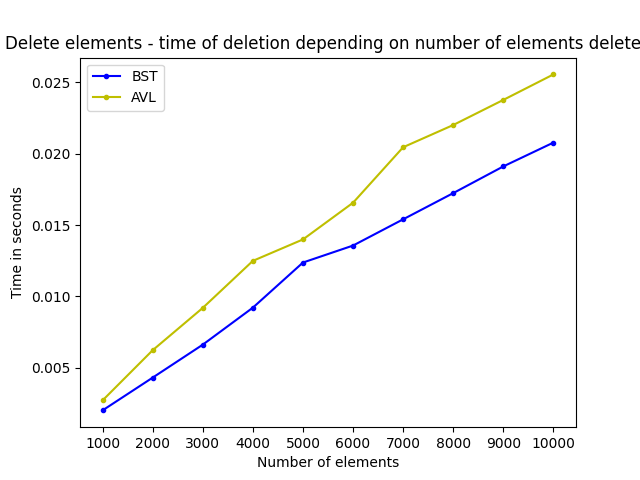 Delete elements - time of deletion depending on number of elements delete
BST
AVL
0.025
0.020
0.015
0.010
0.005
Time in seconds
1000 2000 3000 4000 5000 6000 7000 8000 9000 10000
Number of elements